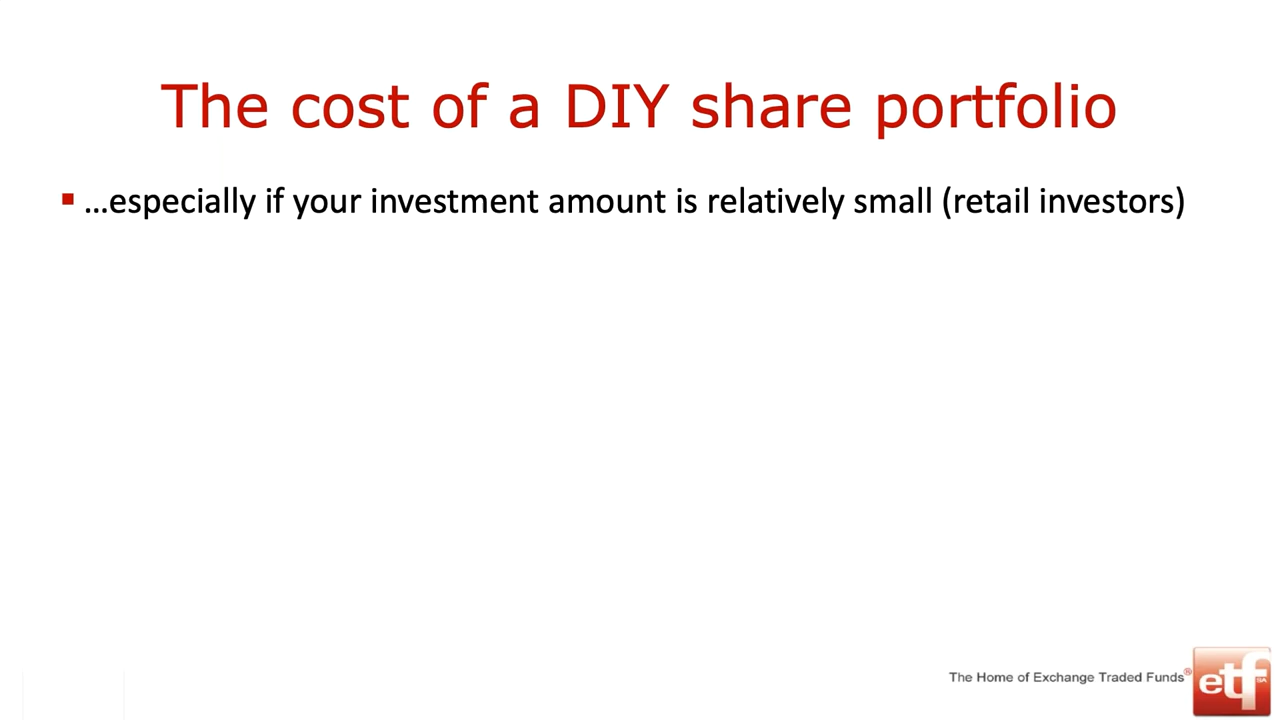 The cost of a DIY share portfolio
...especially if your investment amount is relatively small (retail investors)
The Home of Exchange Traded Funds®
etf
SA